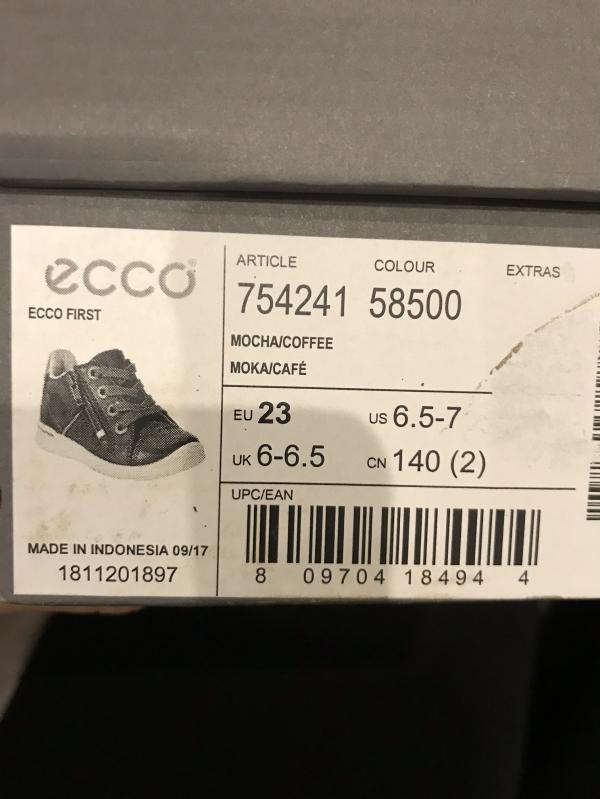 ecco
ECCO FIRST
MADE IN INDONESIA 09/17
1811201897
ARTICLE COLOUR EXTRAS
754241 58500
MOCHA/COFFEE
MOKA/CAFÉ
EU 23 US 6.5-7
UK 6-6.5 CN 140 (2)
UPC/EAN
8 09704 18494 4